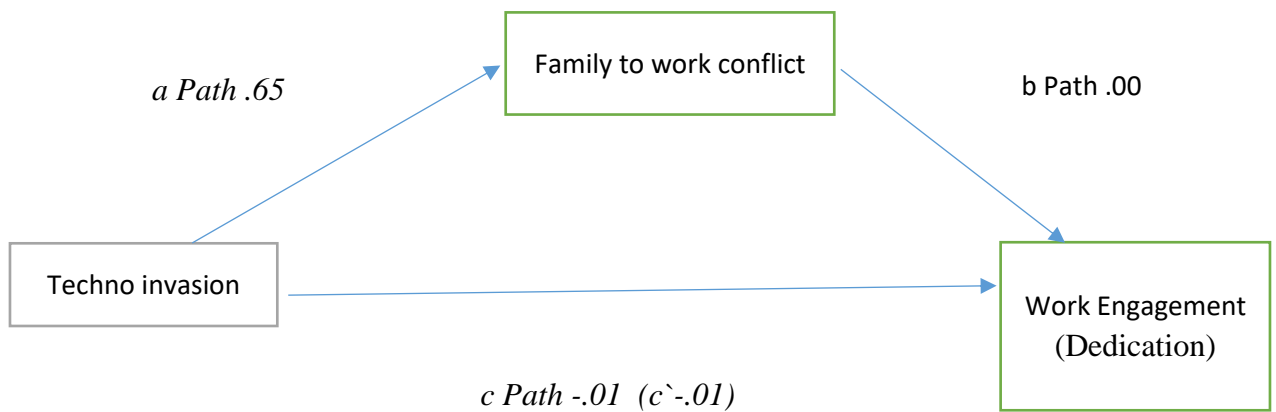 Family to work conflict
a Path .65
b Path .00
Techno invasion
Work Engagement
(Dedication)
c Path -.01 (c`-.01)